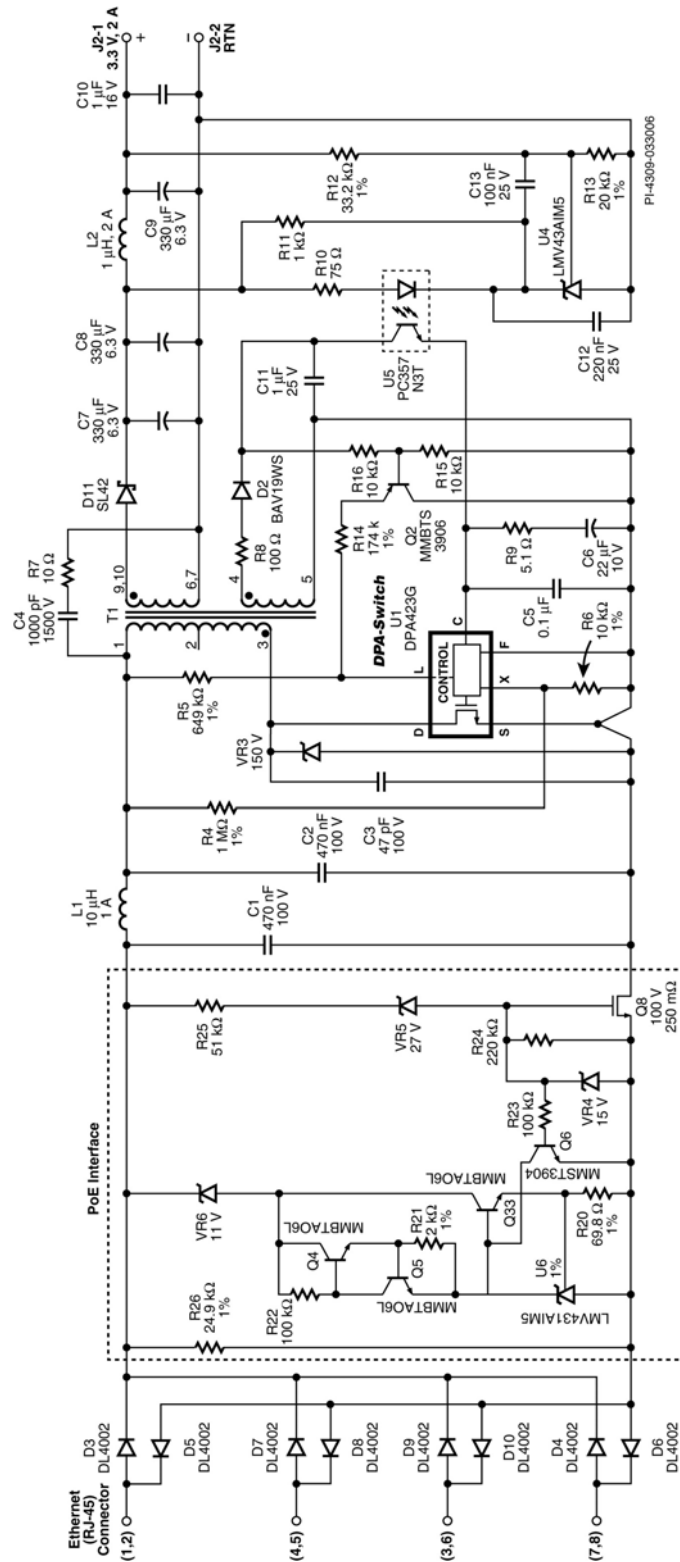 Ethernet
(RJ-45)
Connector
(1,2)
(4,5)
(3,6)
(7,8)
D3
DL4002
D5
DL4002
D7
DL4002
D8
DL4002
D9
DL4002
D10
DL4002
D4
DL4002
D6
DL4002
PoE Interface
R26
24.9 kΩ
1%
VR6
11 V
R22
100 kΩ
Q4
MMBTAO6L
Q5
MMBTAO6L
R21
2 kΩ
1%
MMBTAO6L
Q33
U6
1%
LMV431AIM5
R20
69.8 Ω
1%
Q6
MMST3904
R23
100 kΩ
VR4
15 V
R24
220 kΩ
R25
51 kΩ
VR5
27 V
Q8
100 V
250 mΩ
L1
10 µH
1 A
C1
470 nF
100 V
C2
470 nF
100 V
R4
1 MΩ
1%
C3
47 pF
100 V
VR3
150 V
R5
649 kΩ
1%
C4
1000 pF
1500 V
R7
10 Ω
T1
1
2
3
9,10
6,7
4
5
DPA-Switch
U1
DPA423G
CONTROL
D
S
L
C
X
F
R6
10 kΩ
1%
C5
0.1 µF
R9
5.1 Ω
C6
22 µF
10 V
R14
174 k
1%
Q2
MMBTS
3906
R16
10 kΩ
R15
10 kΩ
R8
100 Ω
D2
BAV19WS
C11
1 µF
25 V
U5
PC357
N3T
D11
SL42
C7
330 µF
6.3 V
C8
330 µF
6.3 V
L2
1 µH, 2 A
C9
330 µF
6.3 V
C10
1 µF
16 V
R10
75 Ω
R11
1 kΩ
R12
33.2 kΩ
1%
C13
100 nF
25 V
U4
LMV43AIM5
C12
220 nF
25 V
R13
20 kΩ
1%
J2-1
3.3 V, 2 A
+
–
J2-2
RTN
PI-4309-033006